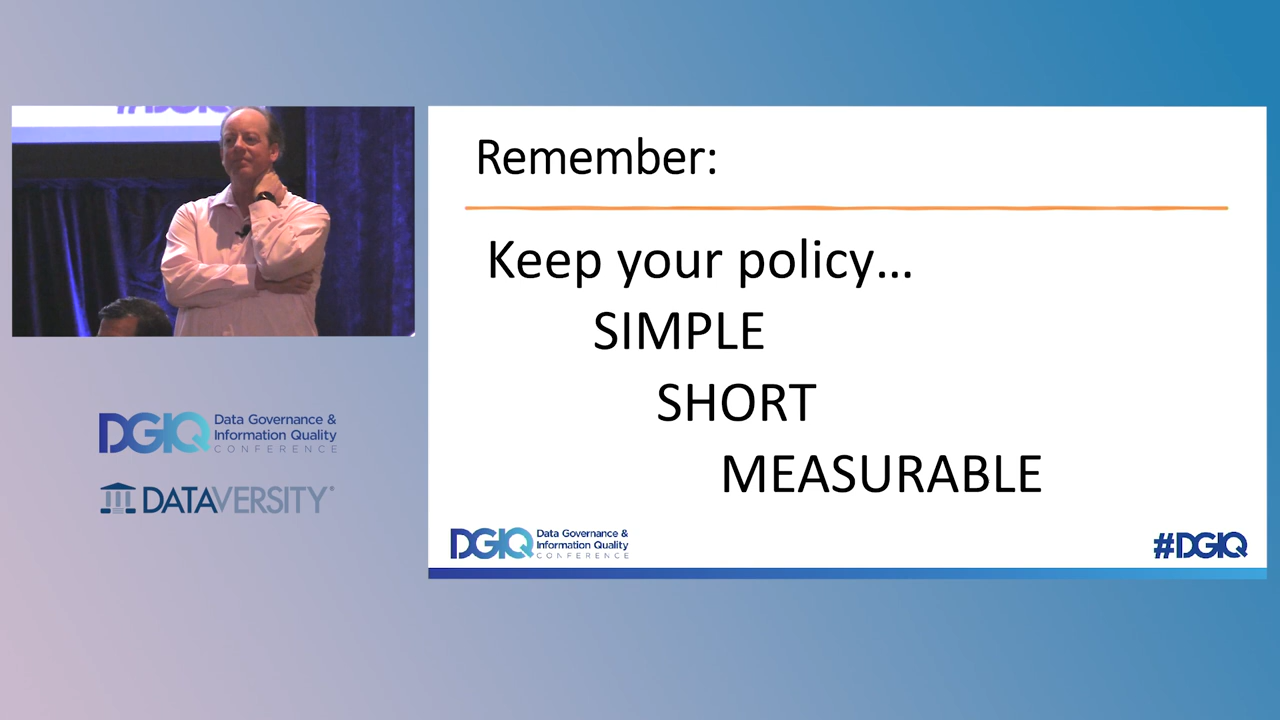 Remember:
Keep your policy...
SIMPLE
SHORT
MEASURABLE
DGIQ Data Governance &
Information Quality
CONFERENCE
#DGIQ
DGIQ Data Governance &
Information Quality
CONFERENCE
DATAVERSITY®